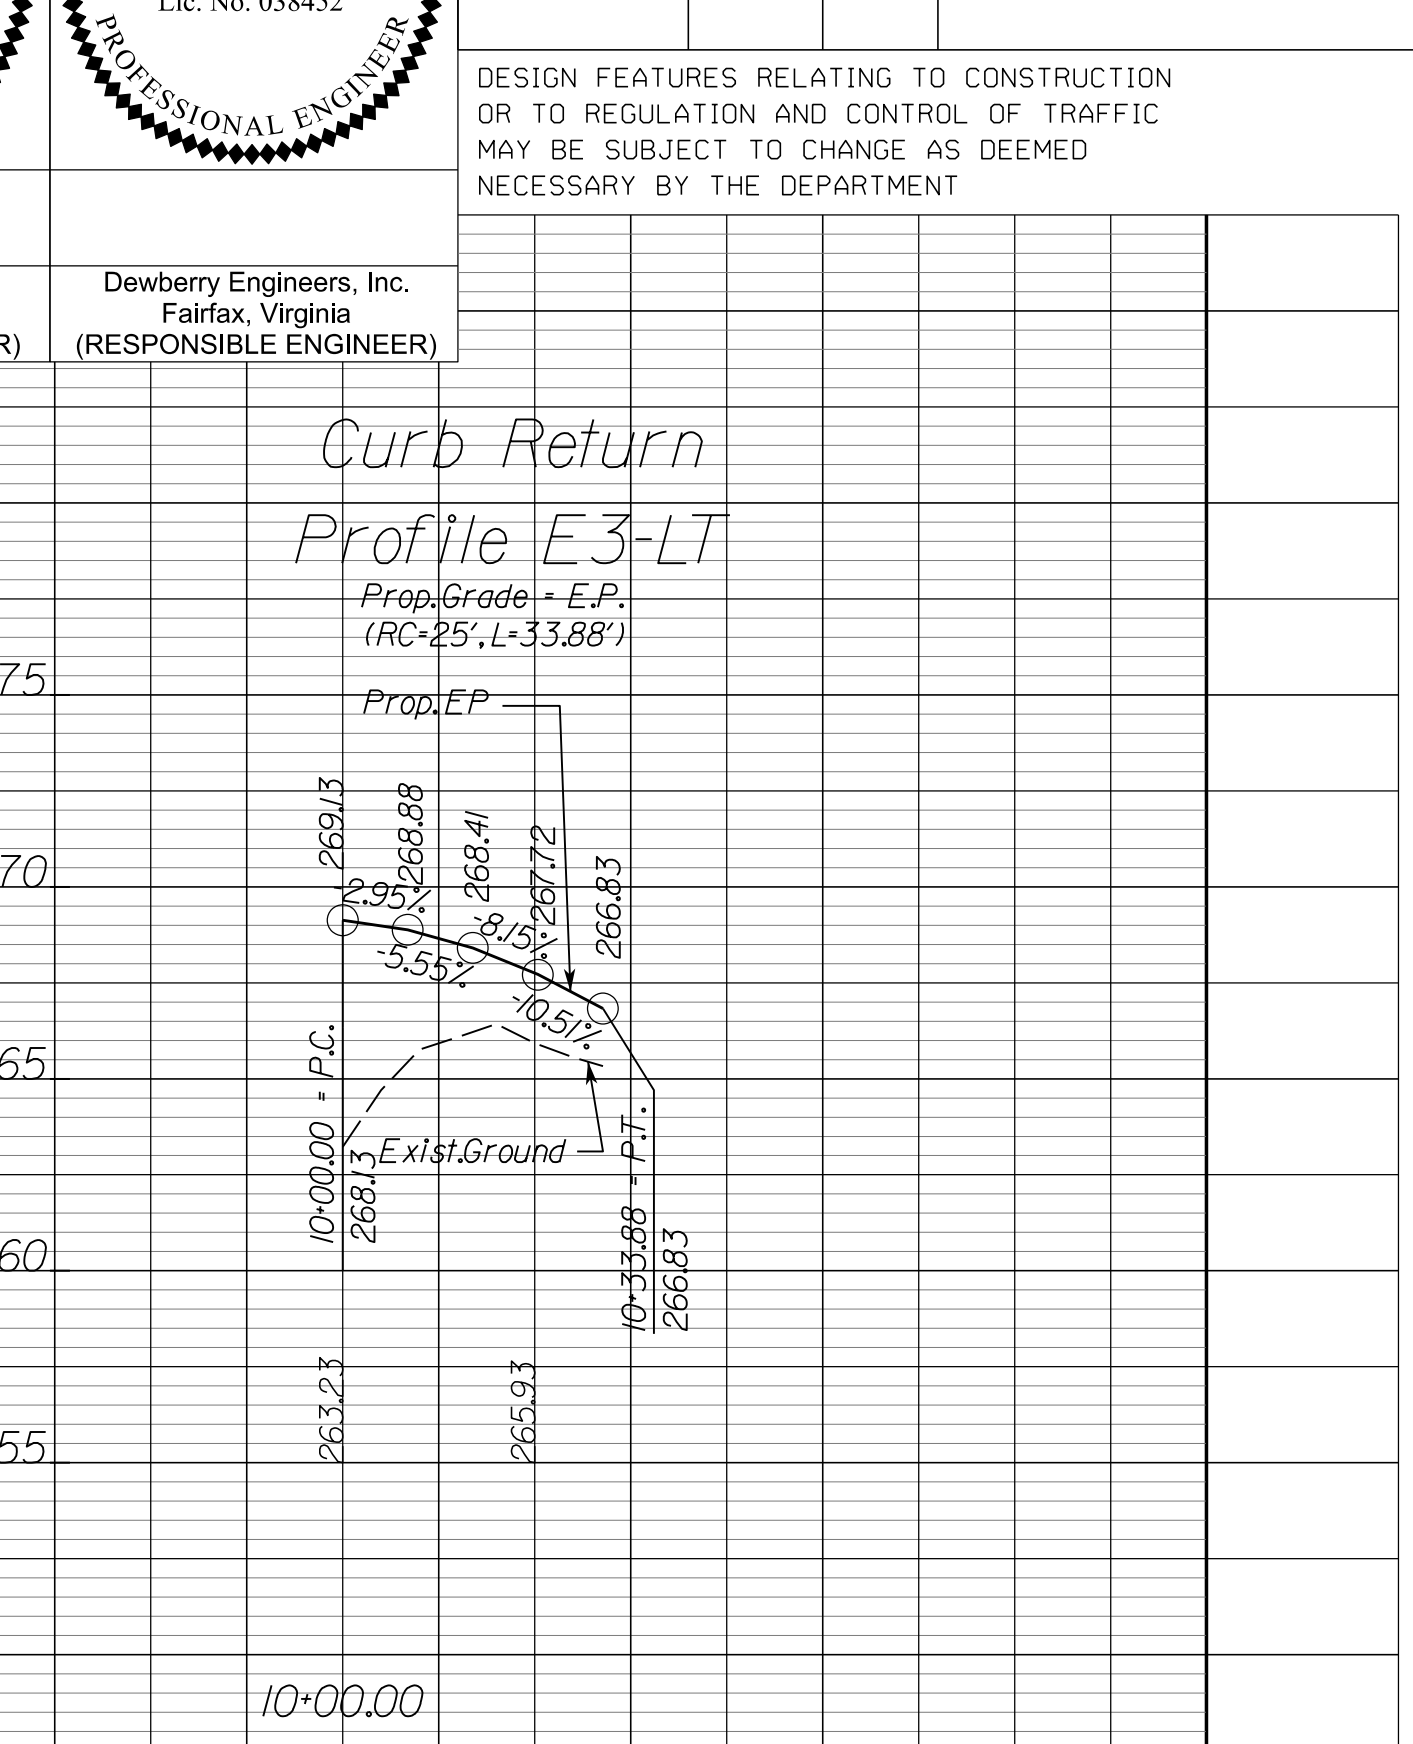 Lic. No. 038452
PROFESSIONAL ENGINEER
DESIGN FEATURES RELATING TO CONSTRUCTION
OR TO REGULATION AND CONTROL OF TRAFFIC
MAY BE SUBJECT TO CHANGE AS DEEMED
NECESSARY BY THE DEPARTMENT
Dewberry Engineers, Inc.
Fairfax, Virginia
R)
(RESPONSIBLE ENGINEER)
Curb Return
Profile E3-LT
Prop.Grade = E.P.
(RC=25', L=33.88')
75
Prop.EP
269.13
268.88
268.41
267.72
266.83
70
-2.95%
-8.15%
-5.55%
-10.51%
65
10+00.00 = P.C.
268.13
Exist.Ground
10+33.88 = P.T.
266.83
60
263.23
265.93
55
10+00.00